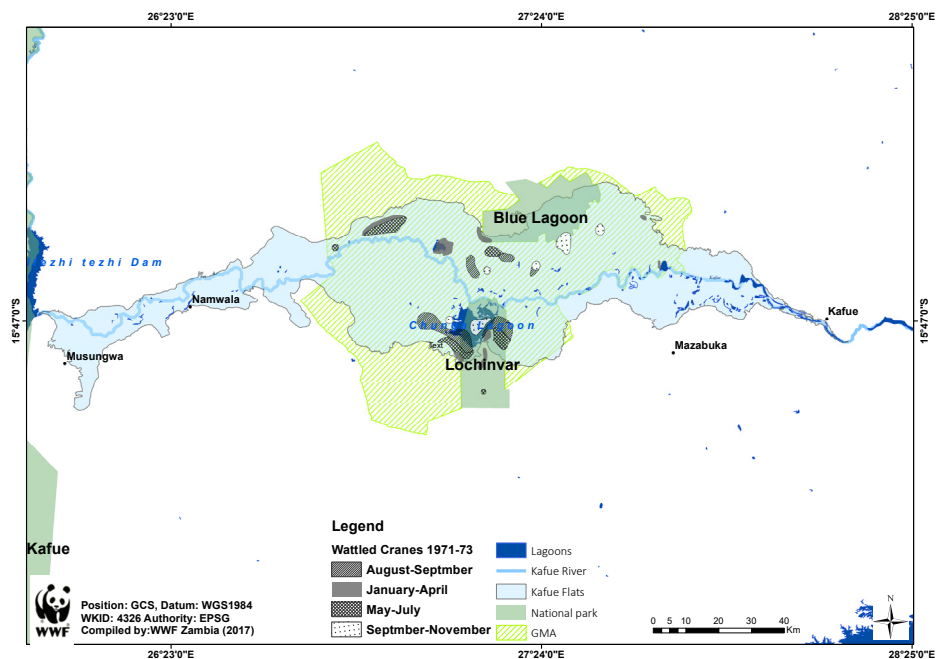 26°23'0"E
27°24'0"E
28°25'0"E
Blue Lagoon
ezhi tezhi Dam
Namwala
15°47'0"S
15°47'0"S
Kafue
Chunga Lagoon
Musungwa
Text
Mazabuka
Lochinvar
Kafue
Legend
Wattled Cranes 1971-73
August-Septmber
January-April
May-July
Septmber-November
Lagoons
Kafue River
Kafue Flats
National park
GMA
N
0 5 10 20 30 40
Km
WWF
Position: GCS, Datum: WGS1984
WKID: 4326 Authority: EPSG
Compiled by:WWF Zambia (2017)
26°23'0"E
27°24'0"E
28°25'0"E